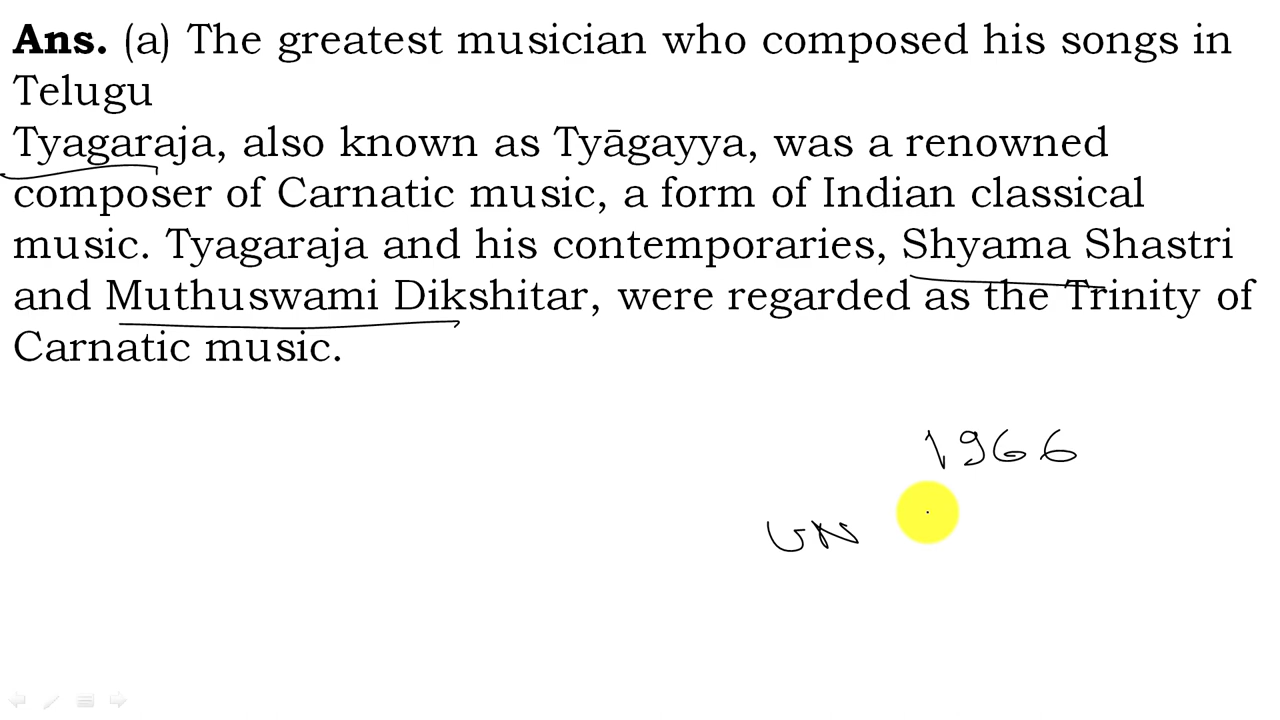 Ans. (a) The greatest musician who composed his songs in
Telugu
Tyagaraja, also known as Tyāgayya, was a renowned
composer of Carnatic music, a form of Indian classical
music. Tyagaraja and his contemporaries, Shyama Shastri
and Muthuswami Dikshitar, were regarded as the Trinity of
Carnatic music.
1966
UN